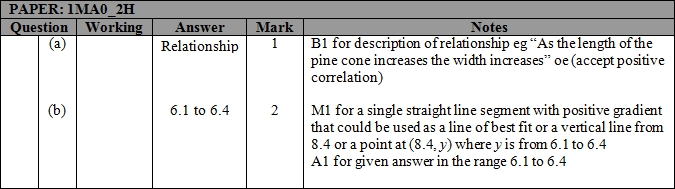 PAPER: 1MA0_2H
Question Working Answer Mark Notes
(a) Relationship 1 B1 for description of relationship eg “As the length of the
pine cone increases the width increases” oe (accept positive
correlation)
(b) 6.1 to 6.4 2 M1 for a single straight line segment with positive gradient
that could be used as a line of best fit or a vertical line from
8.4 or a point at (8.4, y) where y is from 6.1 to 6.4
A1 for given answer in the range 6.1 to 6.4